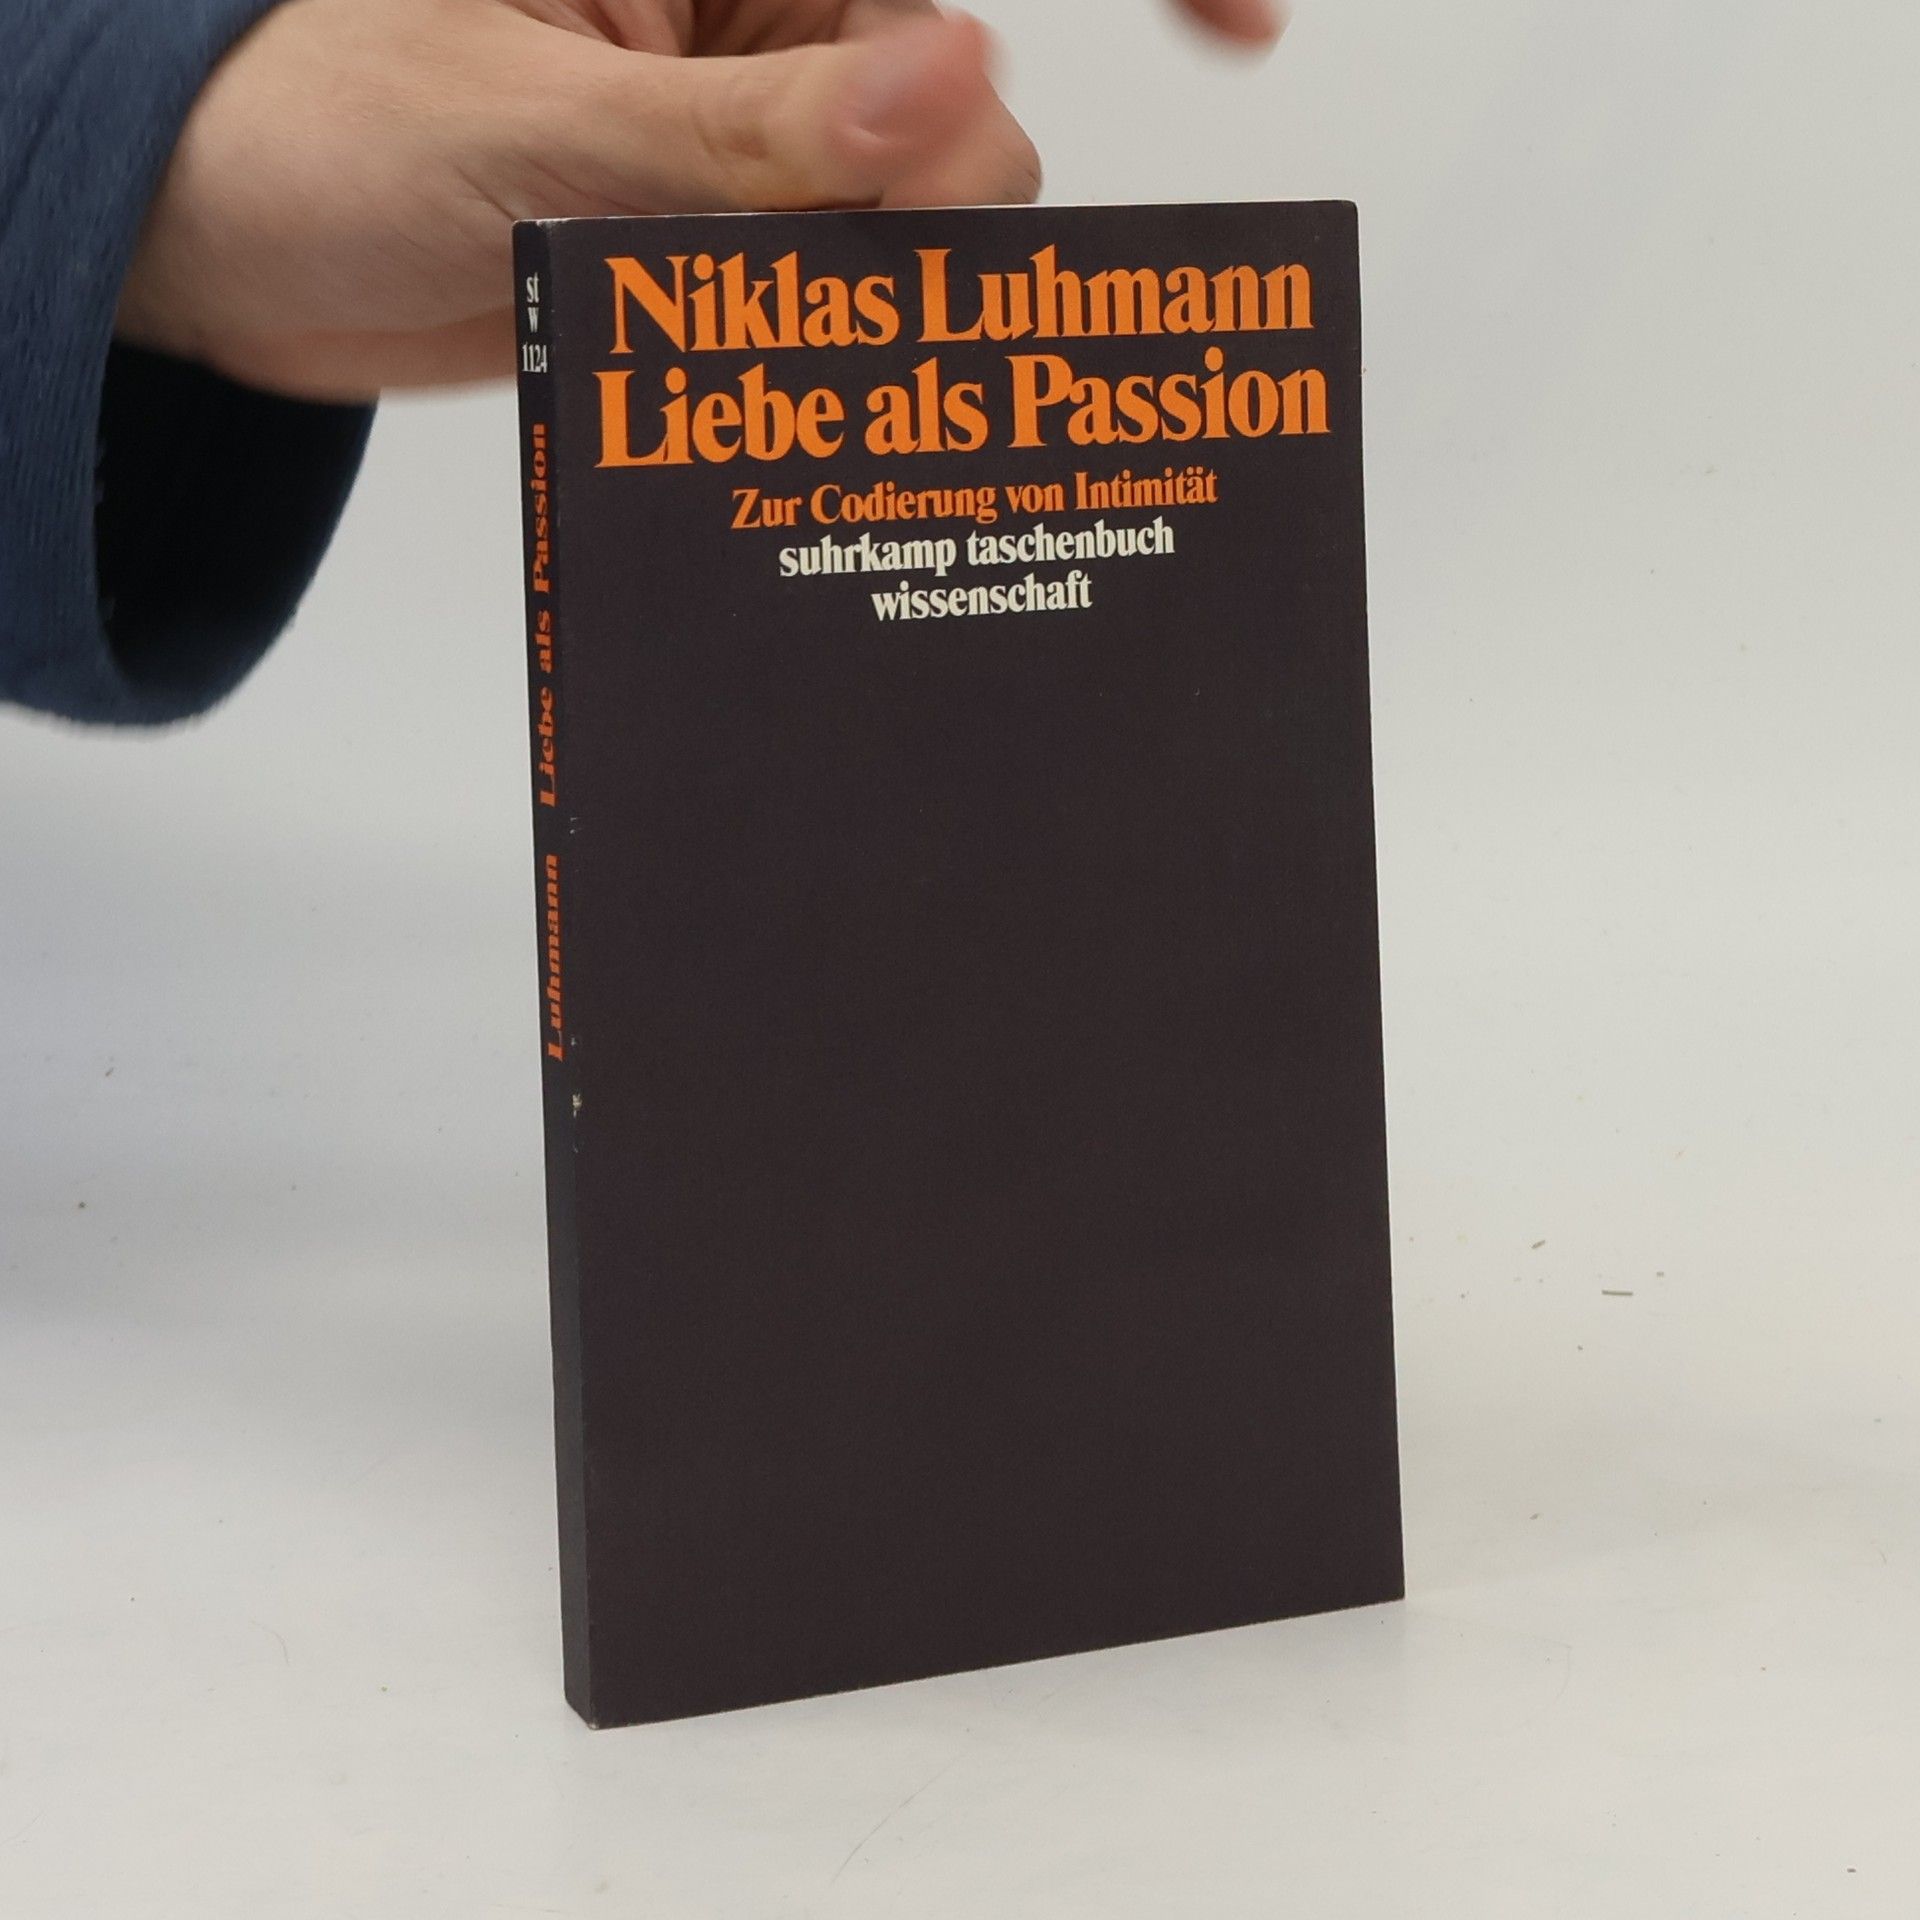 Niklas Luhmann
Liebe als Passion
Zur Codierung von Intimität
suhrkamp taschenbuch
wissenschaft
st
w
1124
Luhmann Liebe als Passion